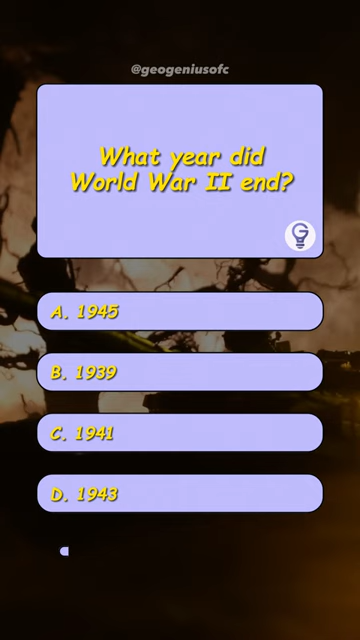 @geogeniusofc
What year did
World War II end?
A. 1945
B. 1939
C. 1941
D. 1943